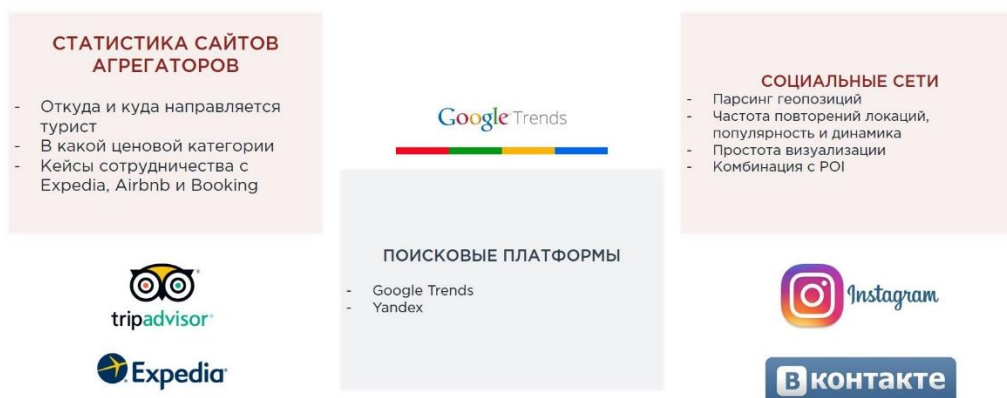 СТАТИСТИКА САЙТОВ
АГРЕГАТОРОВ
- Откуда и куда направляется
турист
- В какой ценовой категории
- Кейсы сотрудничества с
Expedia, Airbnb и Booking
tripadvisor®
Expedia®
Google Trends
ПОИСКОВЫЕ ПЛАТФОРМЫ
- Google Trends
- Yandex
СОЦИАЛЬНЫЕ СЕТИ
- Парсинг геопозиций
- Частота повторений локаций,
популярность и динамика
- Простота визуализации
- Комбинация с POI
Instagram
В контакте